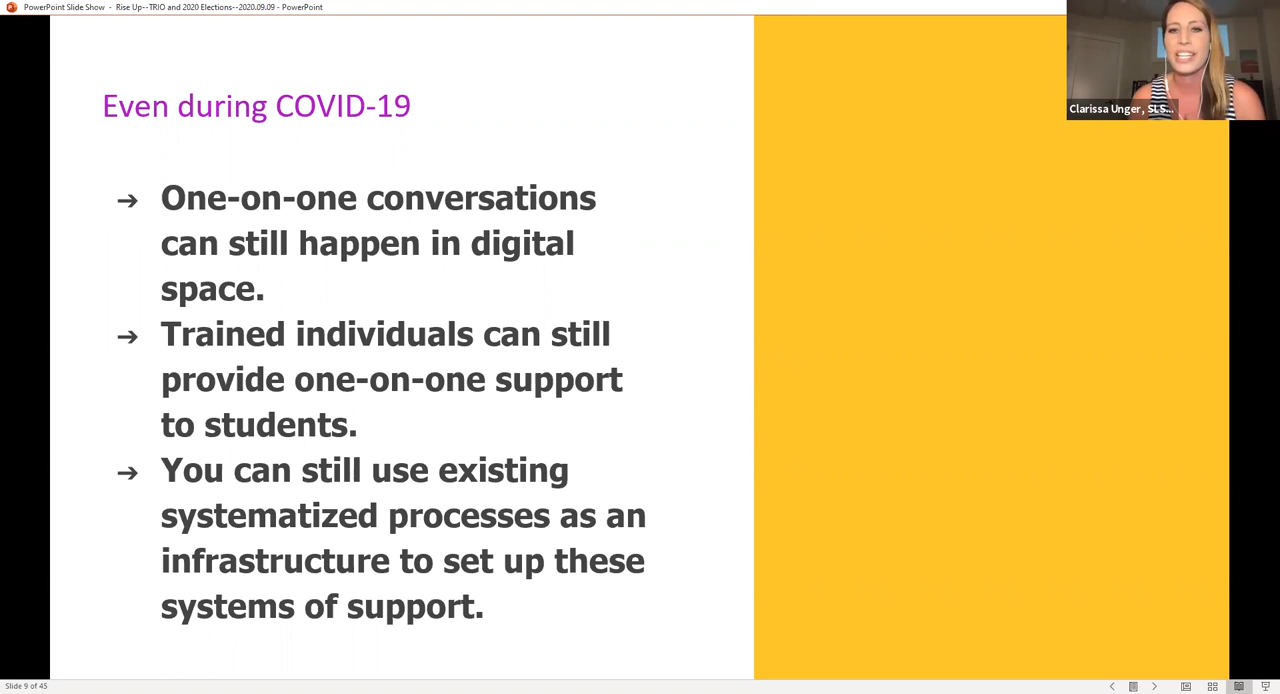 PowerPoint Slide Show - Rise Up--TRIO and 2020 Elections--2020.09.09 - PowerPoint
Clarissa Unger, SLS...
Even during COVID-19
➔ One-on-one conversations
can still happen in digital
space.
➔ Trained individuals can still
provide one-on-one support
to students.
➔ You can still use existing
systematized processes as an
infrastructure to set up these
systems of support.
Slide 9 of 45